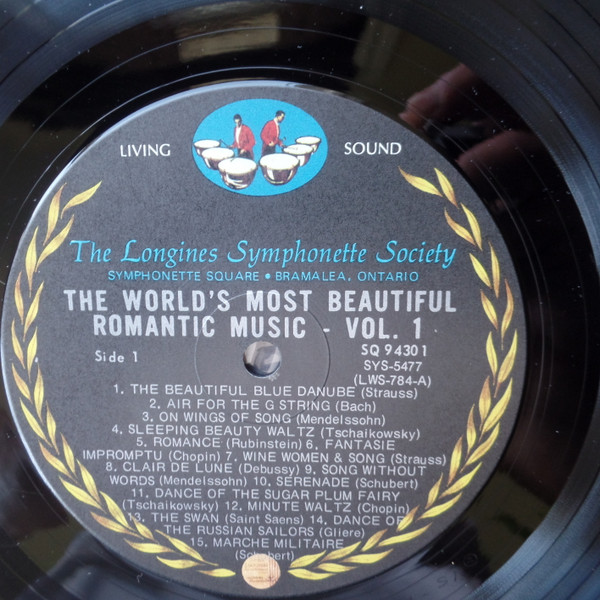 LIVING SOUND
The Longines Symphonette Society
SYMPHONETTE SQUARE • BRAMALEA, ONTARIO
THE WORLD'S MOST BEAUTIFUL
ROMANTIC MUSIC - VOL. 1
Side 1
SQ 94301
SYS-5477
(LWS-784-A)
1. THE BEAUTIFUL BLUE DANUBE (Strauss)
2. AIR FOR THE G STRING (Bach)
3. ON WINGS OF SONG (Mendelssohn)
4. SLEEPING BEAUTY WALTZ (Tschaikowsky)
5. ROMANCE (Rubinstein) 6. FANTASIE
IMPROMPTU (Chopin) 7. WINE WOMEN & SONG (Strauss)
8. CLAIR DE LUNE (Debussy) 9. SONG WITHOUT
WORDS (Mendelssohn) 10. SERENADE (Schubert)
11. DANCE OF THE SUGAR PLUM FAIRY
(Tschaikowsky) 12. MINUTE WALTZ (Chopin)
13. THE SWAN (Saint Saens) 14. DANCE OF
THE RUSSIAN SAILORS (Gliere)
15. MARCHE MILITAIRE
(Schubert)